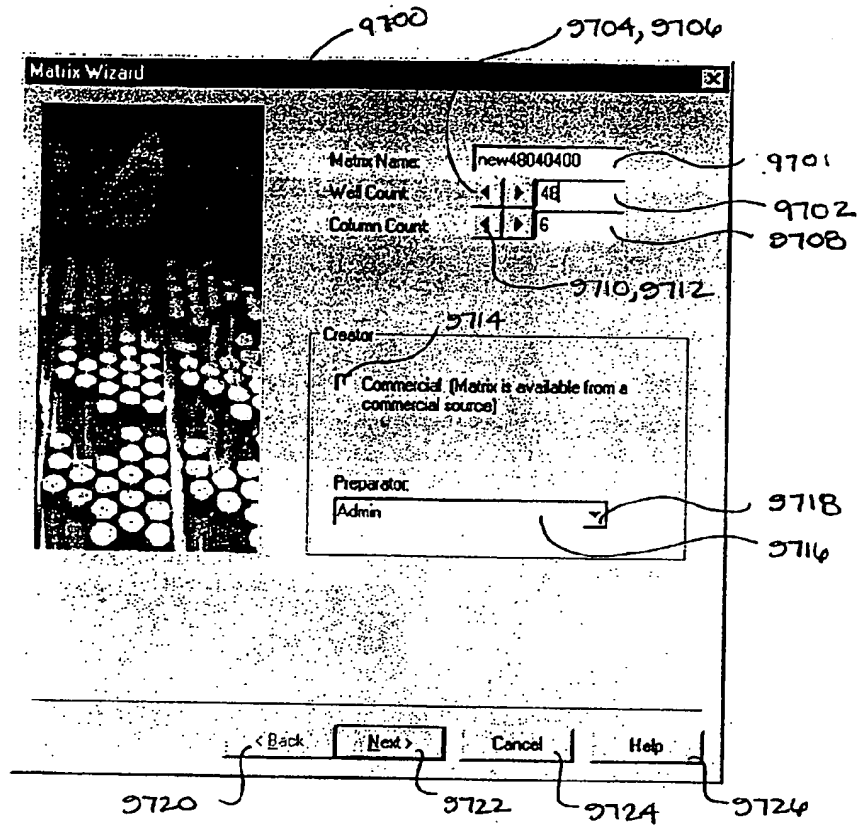 9700
9704, 9706
Matrix Wizard
Matrix Name: new48040400
9701
Well Count 48
9702
Column Count 6
9708
9710, 9712
9714
Creator
Commercial (Matrix is available from a
commercial source)
Preparator:
Admin
9718
9716
< Back Next > Cancel Help
9720 9722 9724 9726